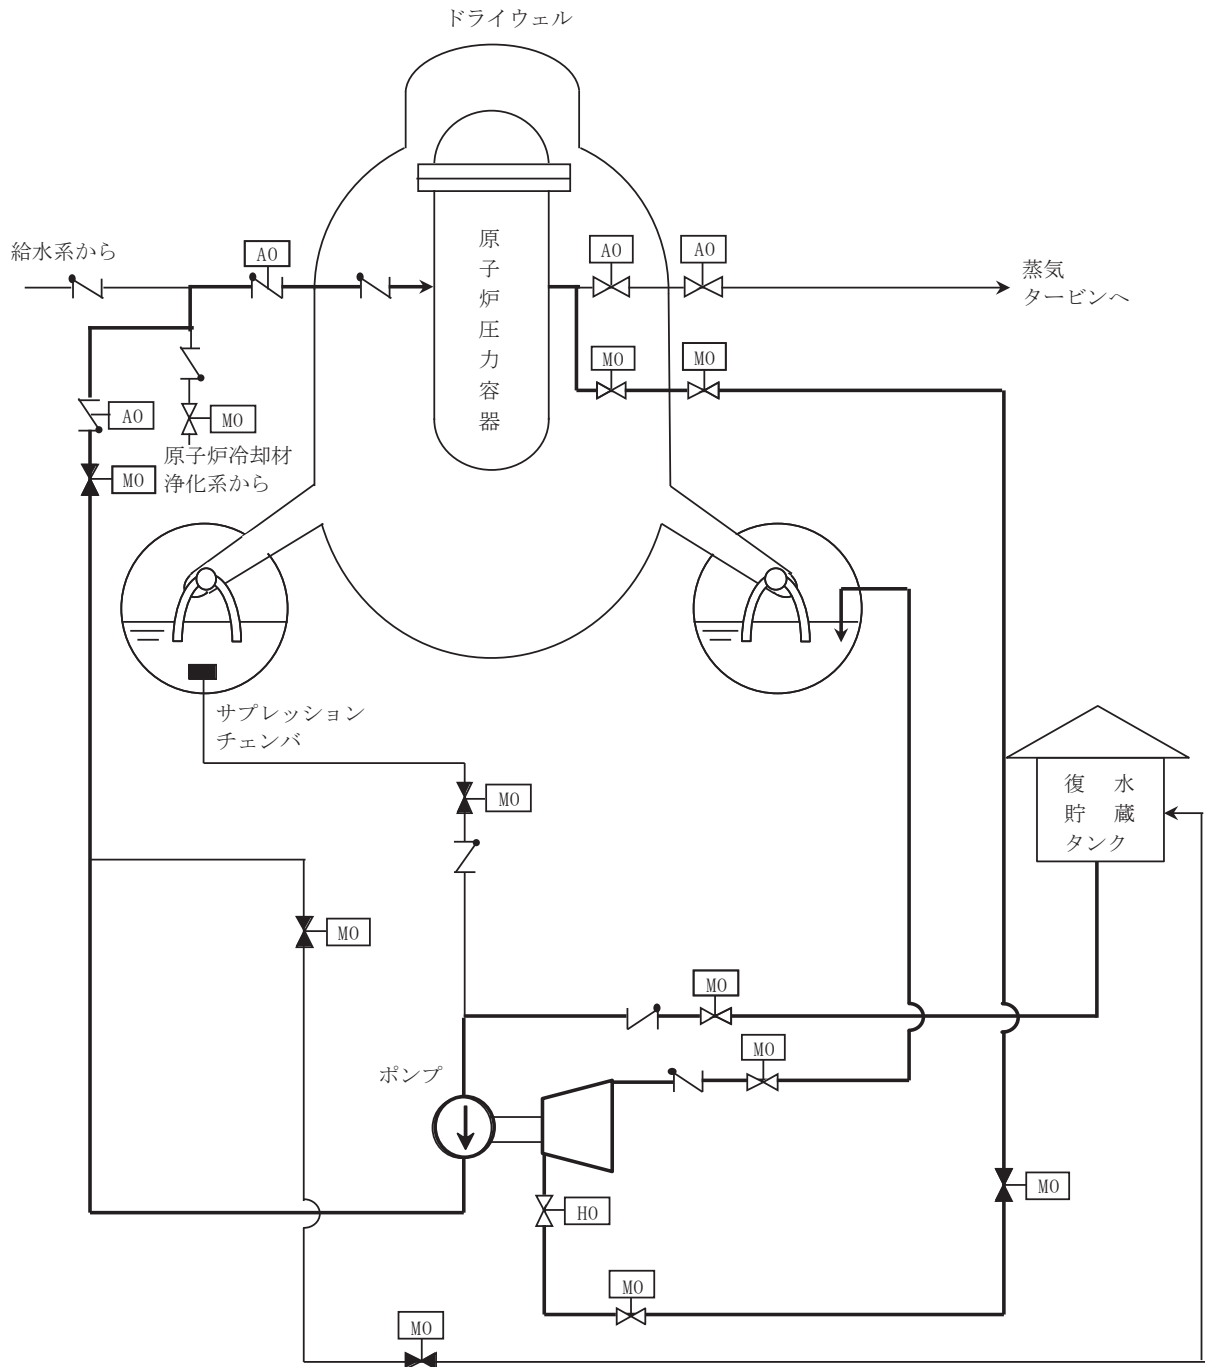 ドライウェル
給水系から
AO
AO
AO
蒸気
タービンへ
原子炉圧力容器
MO
MO
AO
MO
原子炉冷却材
浄化系から
MO
サプレッション
チェンバ
MO
復水
貯蔵
タンク
MO
MO
MO
ポンプ
MO
HO
MO
MO